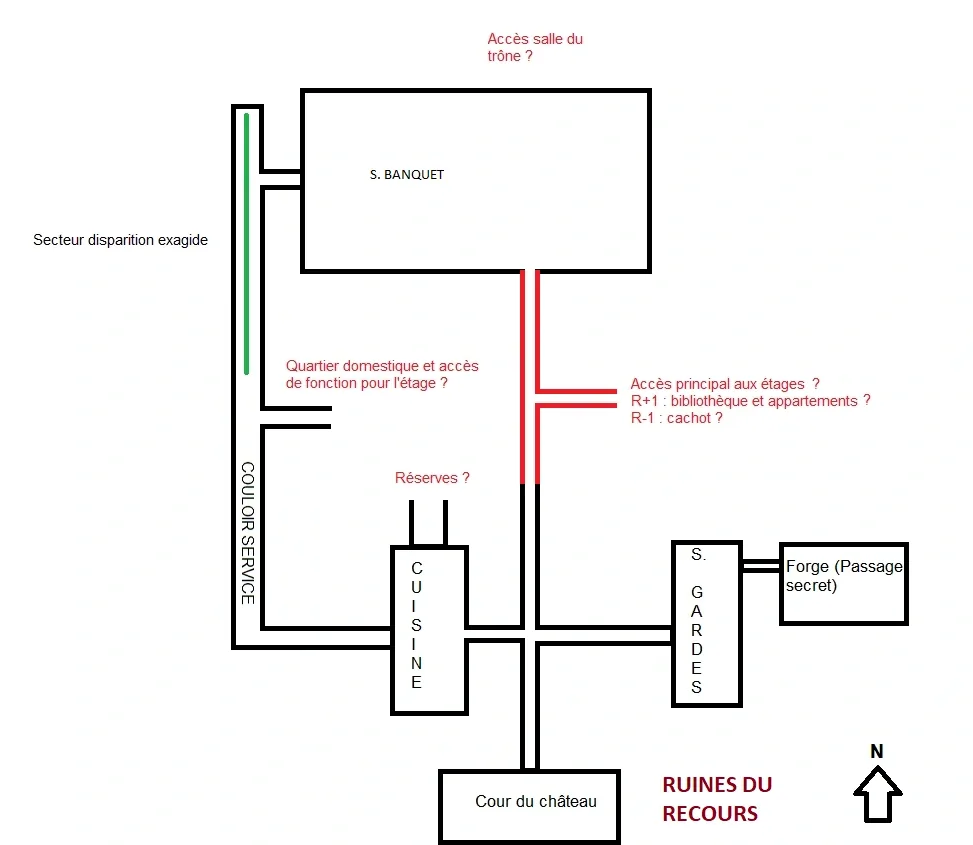 Accès salle du
trône ?
S. BANQUET
Secteur disparition exagide
Quartier domestique et accès
de fonction pour l'étage ?
Accès principal aux étages  ?
R+1 : bibliothèque et appartements ?
R-1 : cachot ?
COULOIR SERVICE
Réserves ?
CUISINE
S. GARDES
Forge (Passage
secret)
Cour du château
RUINES DU
RECOURS
N